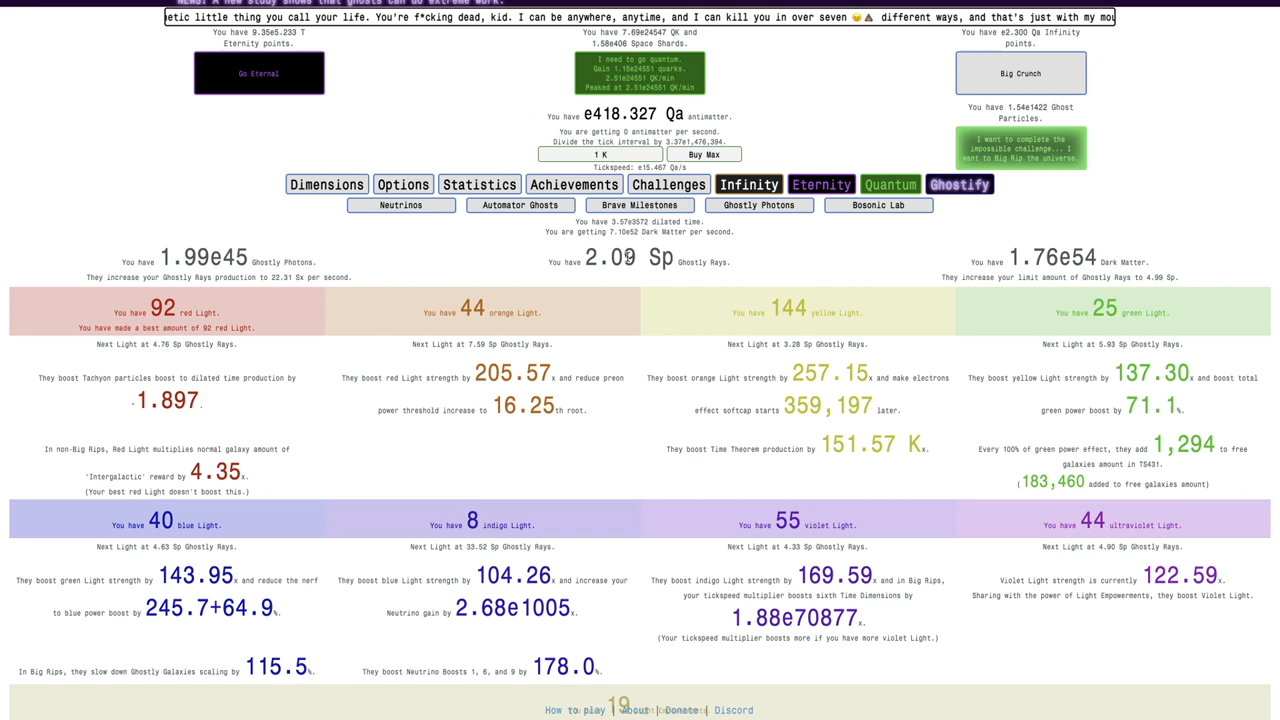 NEWS! A new study shows that ghosts can do extreme work.
etic little thing you call your life. You're f*cking dead, kid. I can be anywhere, anytime, and I can kill you in over seven 😐 💩 different ways, and that's just with my mou
You have 9.35e5.233 T
Eternity points.
Go Eternal
You have 7.69e24547 QK and
1.58e406 Space Shards.
I need to go quantum.
Gain 1.15e24551 quarks.
2.51e24551 QK/min
Peaked at 2.51e24551 QK/min
You have e2.300 Qa Infinity
points.
Big Crunch
You have 1.54e1422 Ghost
Particles.
I want to complete the
impossible challenge... I
want to Big Rip the universe.
You have e418.327 Qa antimatter.
You are getting 0 antimatter per second.
Divide the tick interval by 3.37e1,476,394.
1 K
Buy Max
Tickspeed: e15.467 Qa/s
Dimensions Options Statistics Achievements Challenges Infinity Eternity Quantum Ghostify
Neutrinos Automator Ghosts Brave Milestones Ghostly Photons Bosonic Lab
You have 3.57e3572 dilated time.
You are getting 7.10e52 Dark Matter per second.
You have 1.99e45 Ghostly Photons.
They increase your Ghostly Rays production to 22.31 Sx per second.
You have 2.09 Sp Ghostly Rays.
You have 1.76e54 Dark Matter.
They increase your limit amount of Ghostly Rays to 4.99 Sp.
You have 92 red Light.
You have made a best amount of 92 red Light.
You have 44 orange Light.
You have 144 yellow Light.
You have 25 green Light.
Next Light at 4.76 Sp Ghostly Rays.
Next Light at 7.59 Sp Ghostly Rays.
Next Light at 3.28 Sp Ghostly Rays.
Next Light at 5.93 Sp Ghostly Rays.
They boost Tachyon particles boost to dilated time production by
^1.897.
In non-Big Rips, Red Light multiplies normal galaxy amount of
'Intergalactic' reward by 4.35x.
(Your best red Light doesn't boost this.)
They boost red Light strength by 205.57x and reduce preon
power threshold increase to 16.25th root.
They boost orange Light strength by 257.15x and make electrons
effect softcap starts 359,197 later.
They boost Time Theorem production by 151.57 Kx.
They boost yellow Light strength by 137.30x and boost total
green power boost by 71.1%.
Every 100% of green power effect, they add 1,294 to free
galaxies amount in TS431.
(183,460 added to free galaxies amount)
You have 40 blue Light.
You have 8 indigo Light.
You have 55 violet Light.
You have 44 ultraviolet Light.
Next Light at 4.63 Sp Ghostly Rays.
Next Light at 33.52 Sp Ghostly Rays.
Next Light at 4.33 Sp Ghostly Rays.
Next Light at 4.90 Sp Ghostly Rays.
They boost green Light strength by 143.95x and reduce the nerf
to blue power boost by 245.7+64.9%.
In Big Rips, they slow down Ghostly Galaxies scaling by 115.5%.
They boost blue Light strength by 104.26x and increase your
Neutrino gain by 2.68e1005x.
They boost Neutrino Boosts 1, 6, and 9 by 178.0%.
They boost indigo Light strength by 169.59x and in Big Rips,
your tickspeed multiplier boosts sixth Time Dimensions by
1.88e70877x.
(Your tickspeed multiplier boosts more if you have more violet Light.)
Violet Light strength is currently 122.59x.
Sharing with the power of Light Empowerments, they boost Violet Light.
19
How to play | About | Donate | Discord